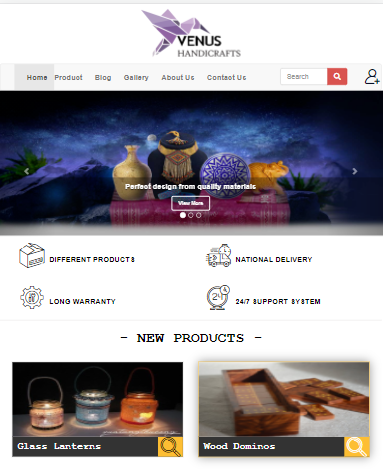 VENUS
HANDICRAFTS
Home Product Blog Gallery About Us Contact Us Search
Perfect design from quality materials
View More
DIFFERENT PRODUCTS NATIONAL DELIVERY
LONG WARRANTY 24/7 SUPPORT SYSTEM
- NEW PRODUCTS -
Glass Lanterns Wood Dominos